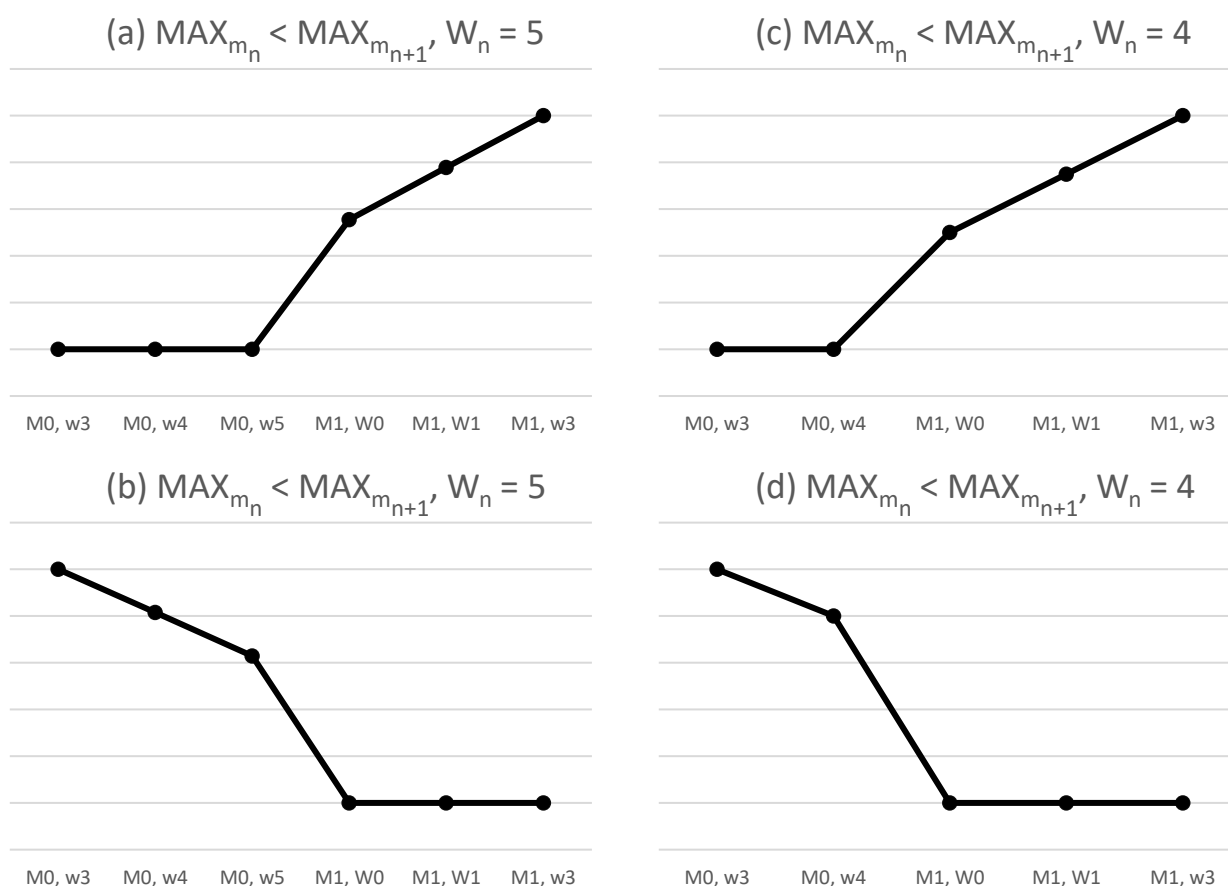 (a) MAXₘₙ < MAXₘₙ₊₁, Wₙ = 5
M0, w3 M0, w4 M0, w5 M1, W0 M1, W1 M1, w3
(c) MAXₘₙ < MAXₘₙ₊₁, Wₙ = 4
M0, w3 M0, w4 M1, W0 M1, W1 M1, w3
(b) MAXₘₙ < MAXₘₙ₊₁, Wₙ = 5
M0, w3 M0, w4 M0, w5 M1, W0 M1, W1 M1, w3
(d) MAXₘₙ < MAXₘₙ₊₁, Wₙ = 4
M0, w3 M0, w4 M1, W0 M1, W1 M1, w3